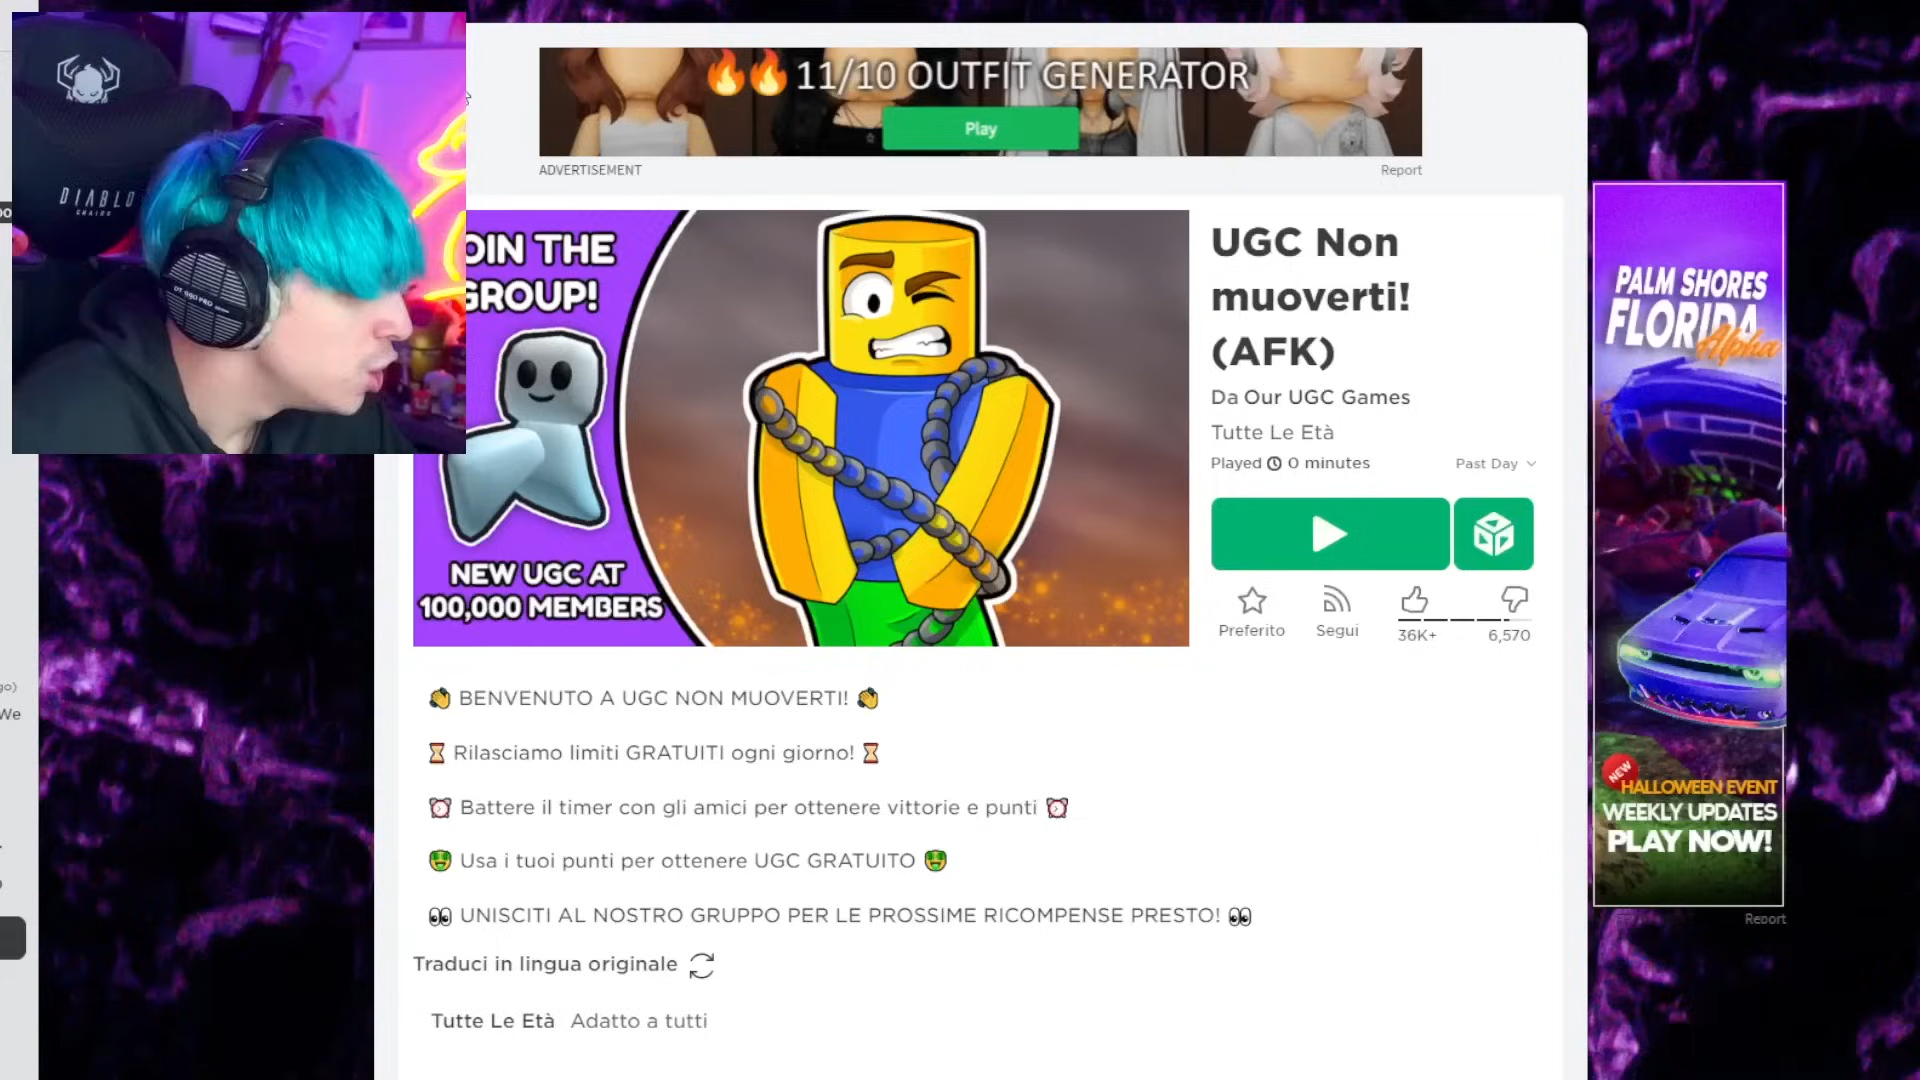 DIABLO
CHAIRS
DT 990 PRO
🔥🔥 11/10 OUTFIT GENERATOR
Play
ADVERTISEMENT
Report
OIN THE
GROUP!
NEW UGC AT
100,000 MEMBERS
UGC Non
muoverti!
(AFK)
Da Our UGC Games
Tutte Le Età
Played 0 minutes
Past Day
Preferito
Segui
36K+
6,570
👏 BENVENUTO A UGC NON MUOVERTI! 👏
⌛ Rilasciamo limiti GRATUITI ogni giorno! ⌛
⏰ Battere il timer con gli amici per ottenere vittorie e punti ⏰
🤑 Usa i tuoi punti per ottenere UGC GRATUITO 🤑
👀 UNISCITI AL NOSTRO GRUPPO PER LE PROSSIME RICOMPENSE PRESTO! 👀
Traduci in lingua originale
Tutte Le Età Adatto a tutti
PALM SHORES
FLORIDA
Alpha
NEW
HALLOWEEN EVENT
WEEKLY UPDATES
PLAY NOW!
Report
go)
We